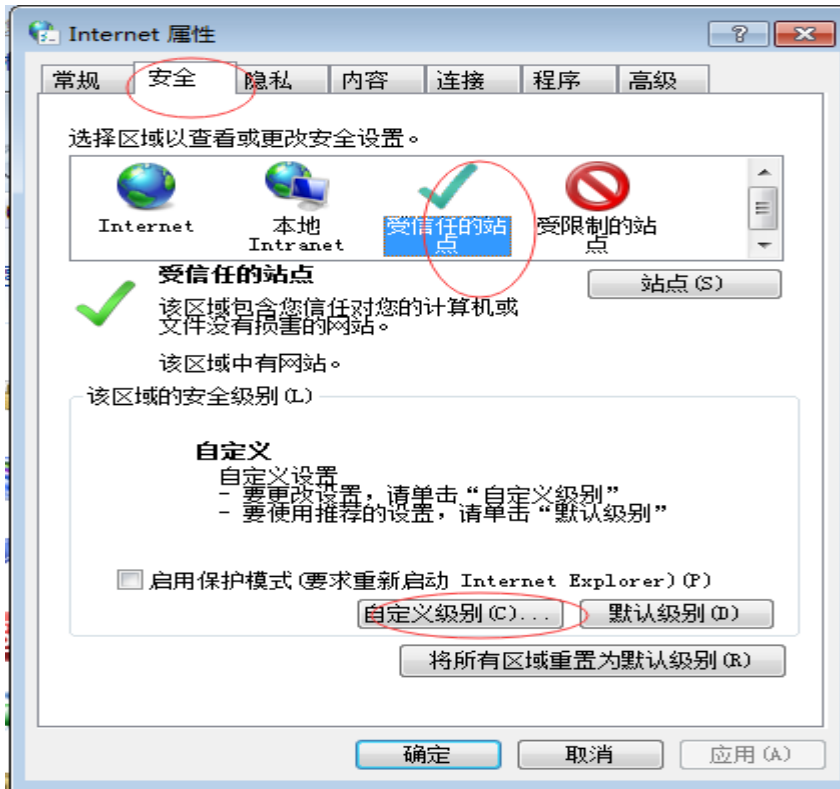 Internet 属性
常规 安全 隐私 内容 连接 程序 高级
选择区域以查看或更改安全设置。
Internet 本地 Intranet 受信任的站点 受限制的站点
受信任的站点
站点(S)
该区域包含您信任对您的计算机或
文件没有损害的网站。
该区域中有网站。
该区域的安全级别(L)
自定义
自定义设置
- 要更改设置，请单击“自定义级别”
- 要使用推荐的设置，请单击“默认级别”
启用保护模式(要求重新启动 Internet Explorer)(P)
自定义级别(C)... 默认级别(D)
将所有区域重置为默认级别(R)
确定 取消 应用(A)